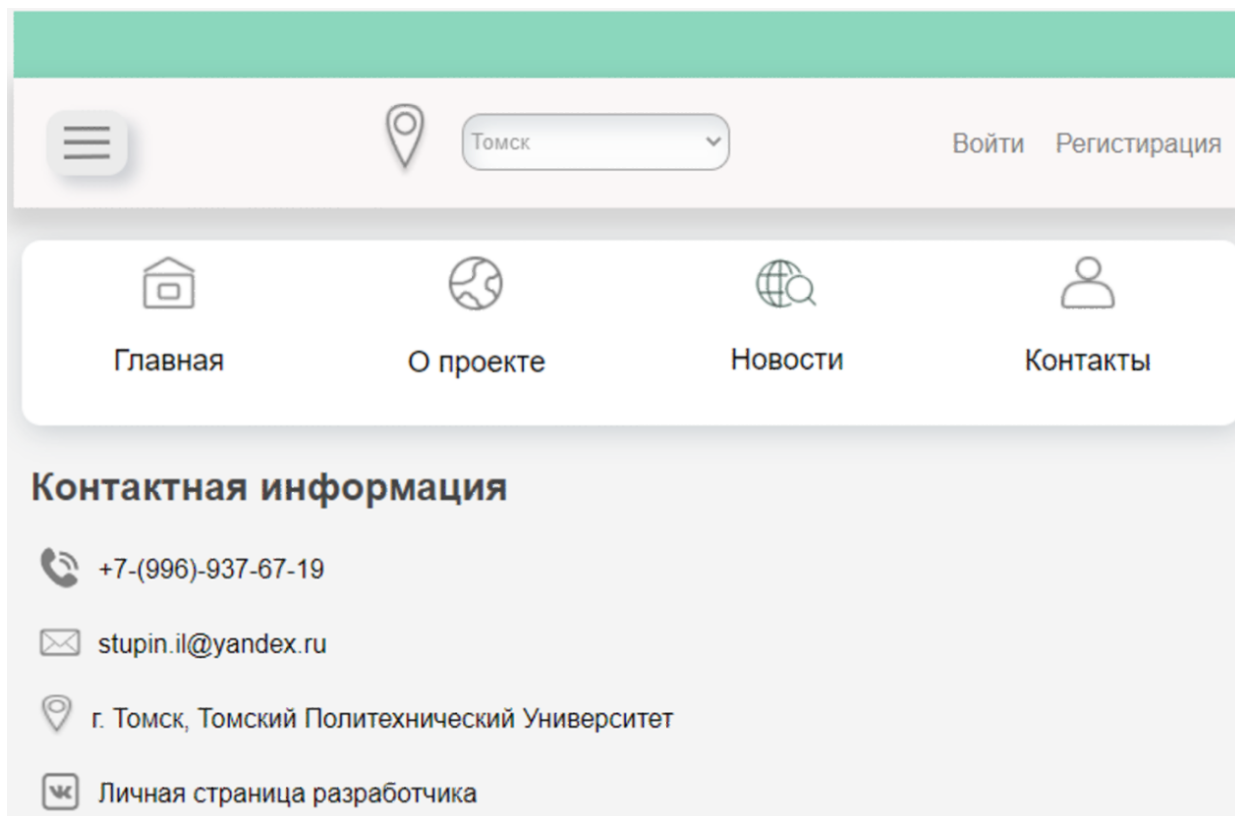 Томск
Войти Регистирация
Главная О проекте Новости Контакты
Контактная информация
+7-(996)-937-67-19
stupin.il@yandex.ru
г. Томск, Томский Политехнический Университет
Личная страница разработчика